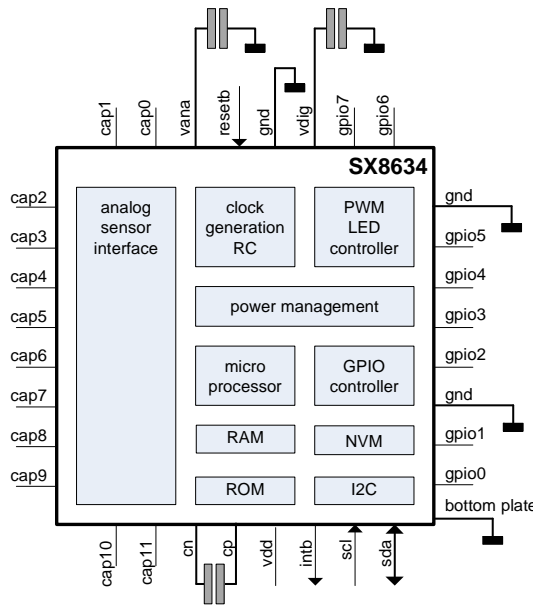 cap1
cap0
vana
resetb
gnd
vdig
gpio7
gpio6
SX8634
cap2
cap3
cap4
cap5
cap6
cap7
cap8
cap9
analog
sensor
interface
clock
generation
RC
PWM
LED
controller
power management
micro
processor
GPIO
controller
RAM
NVM
ROM
I2C
gnd
gpio5
gpio4
gpio3
gpio2
gnd
gpio1
gpio0
bottom plate
cap10
cap11
cn
cp
vdd
intb
scl
sda